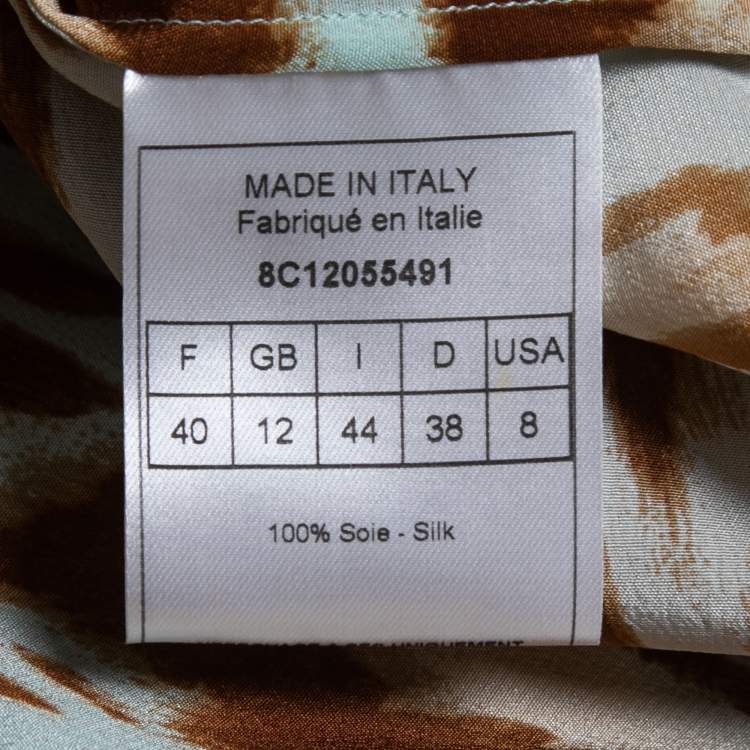 MADE IN ITALY
Fabriqué en Italie
8C12055491
F GB I D USA
40 12 44 38 8
100% Soie - Silk